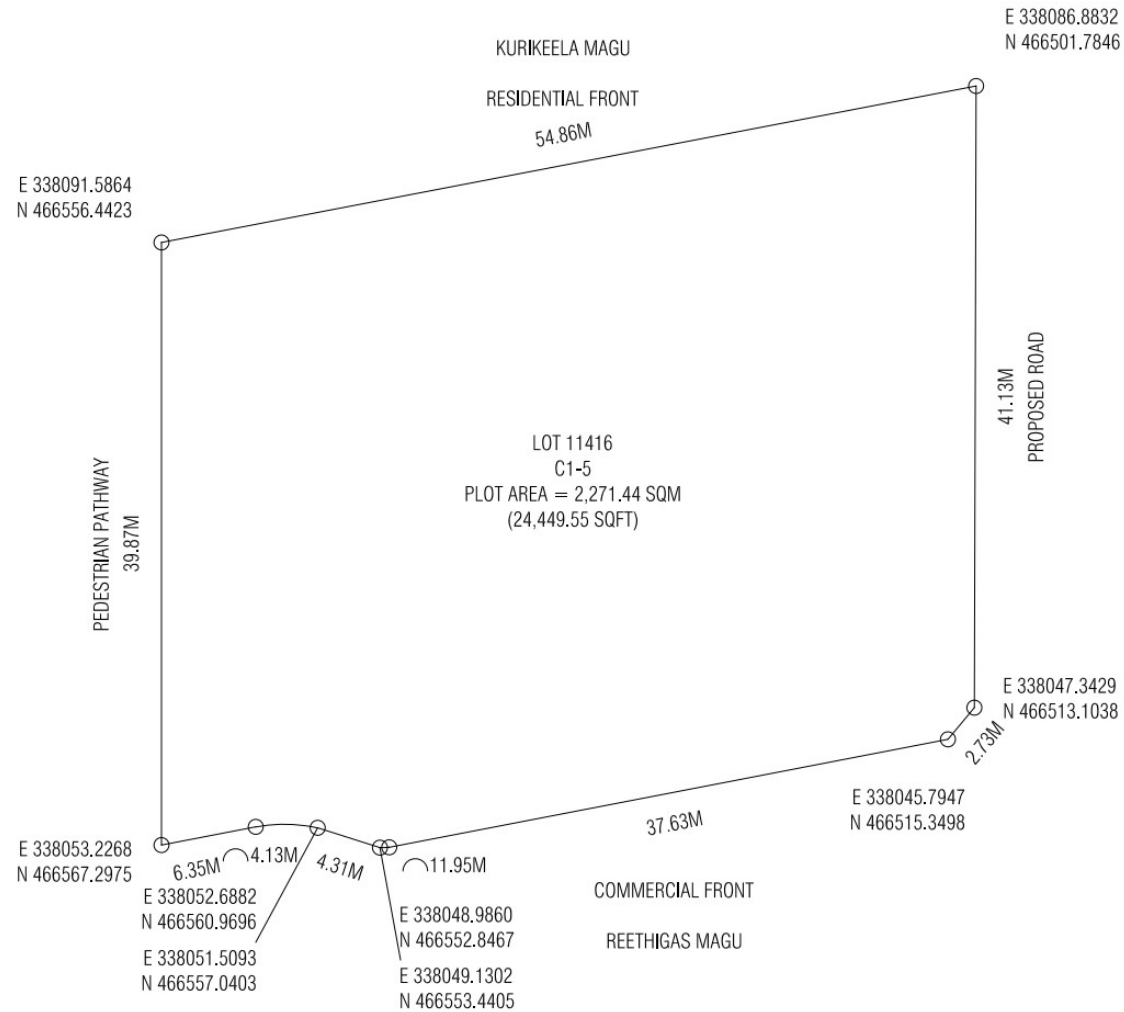 E 338086.8832
N 466501.7846
KURIKEELA MAGU
RESIDENTIAL FRONT
54.86M
E 338091.5864
N 466556.4423
41.13M
PROPOSED ROAD
LOT 11416
C1-5
PLOT AREA = 2,271.44 SQM
(24,449.55 SQFT)
PEDESTRIAN PATHWAY
39.87M
E 338047.3429
N 466513.1038
2.73M
E 338045.7947
N 466515.3498
37.63M
E 338053.2268
N 466567.2975
6.35M
4.13M
4.31M
11.95M
E 338052.6882
N 466560.9696
COMMERCIAL FRONT
REETHIGAS MAGU
E 338048.9860
N 466552.8467
E 338051.5093
N 466557.0403
E 338049.1302
N 466553.4405